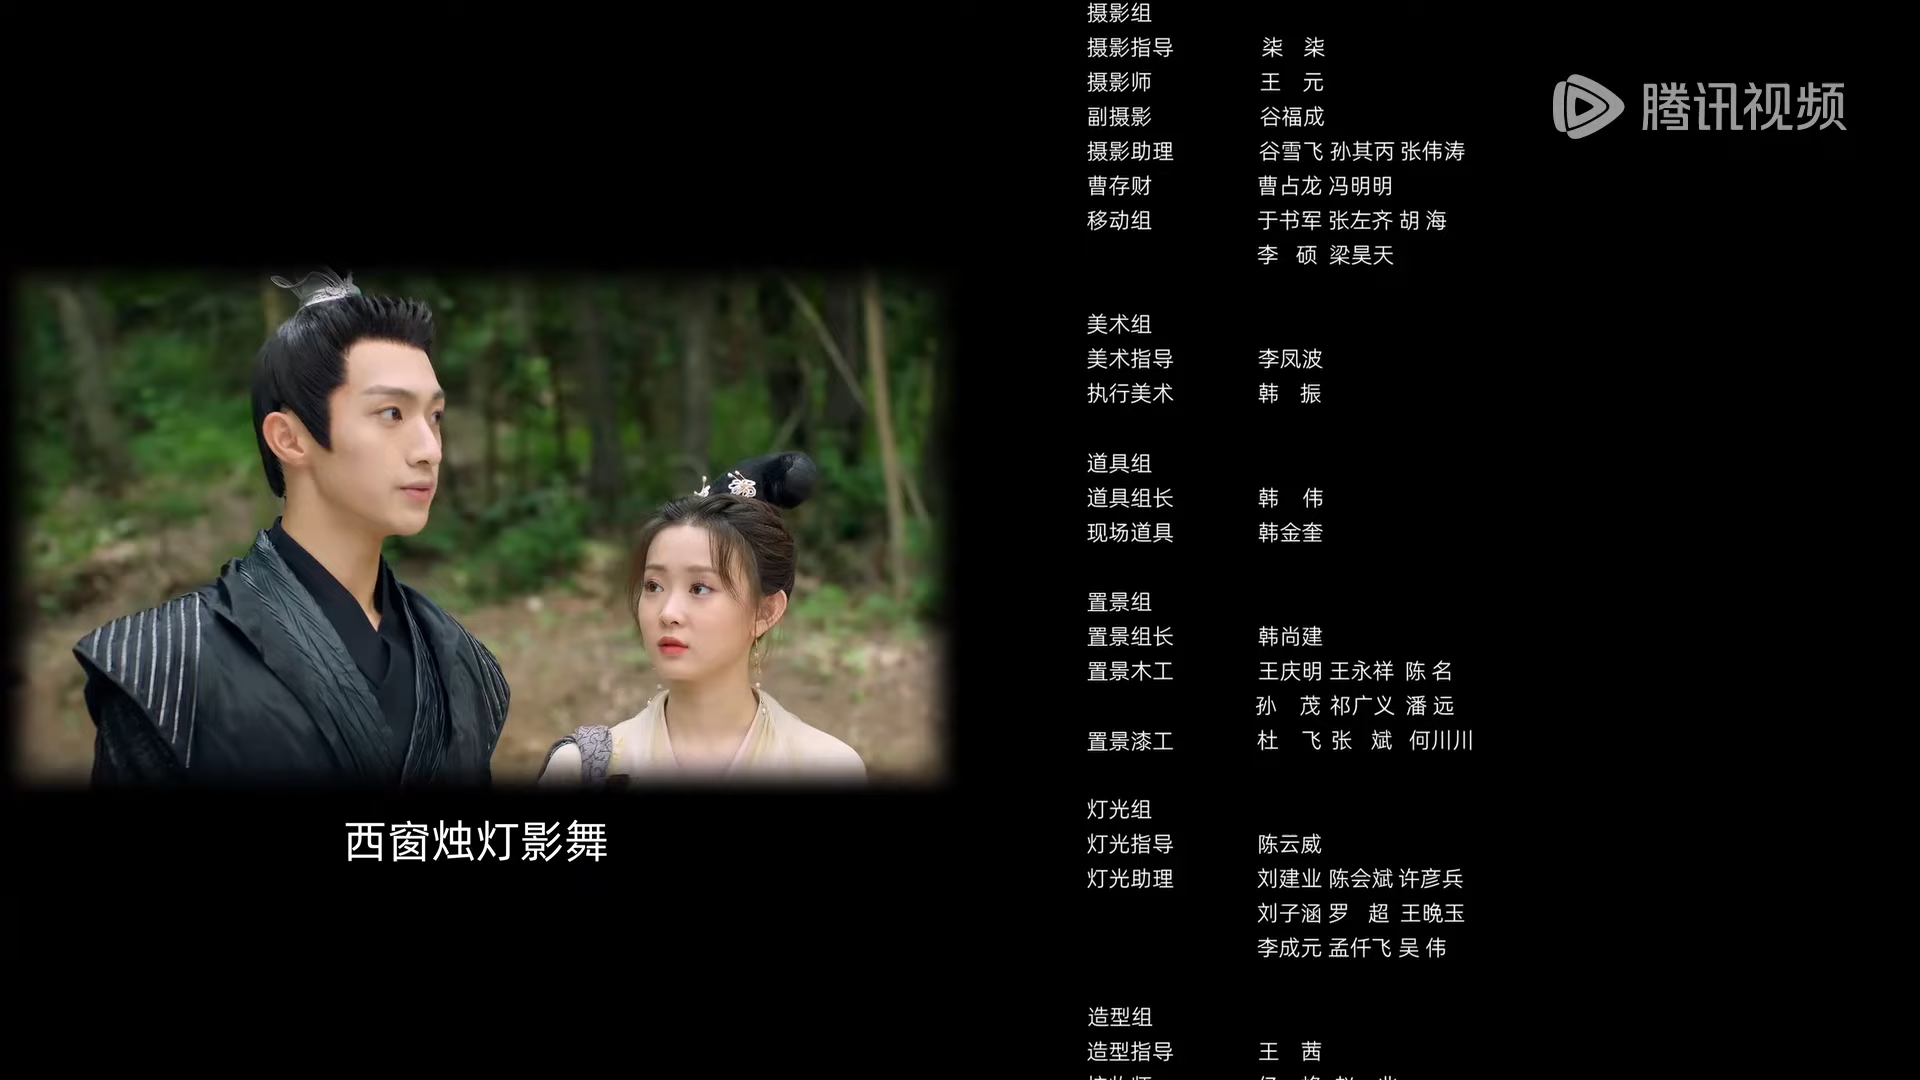 摄影组
摄影指导 柒 柒
摄影师 王 元
副摄影 谷福成
摄影助理 谷雪飞 孙其丙 张伟涛
曹存财 曹占龙 冯明明
移动组 于书军 张左齐 胡 海
李 硕 梁昊天
腾讯视频
美术组
美术指导 李凤波
执行美术 韩 振
道具组
道具组长 韩 伟
现场道具 韩金奎
置景组
置景组长 韩尚建
置景木工 王庆明 王永祥 陈 名
孙 茂 祁广义 潘 远
置景漆工 杜 飞 张 斌 何川川
西窗烛灯影舞
灯光组
灯光指导 陈云威
灯光助理 刘建业 陈会斌 许彦兵
刘子涵 罗 超 王晚玉
李成元 孟仟飞 吴 伟
造型组
造型指导 王 茜